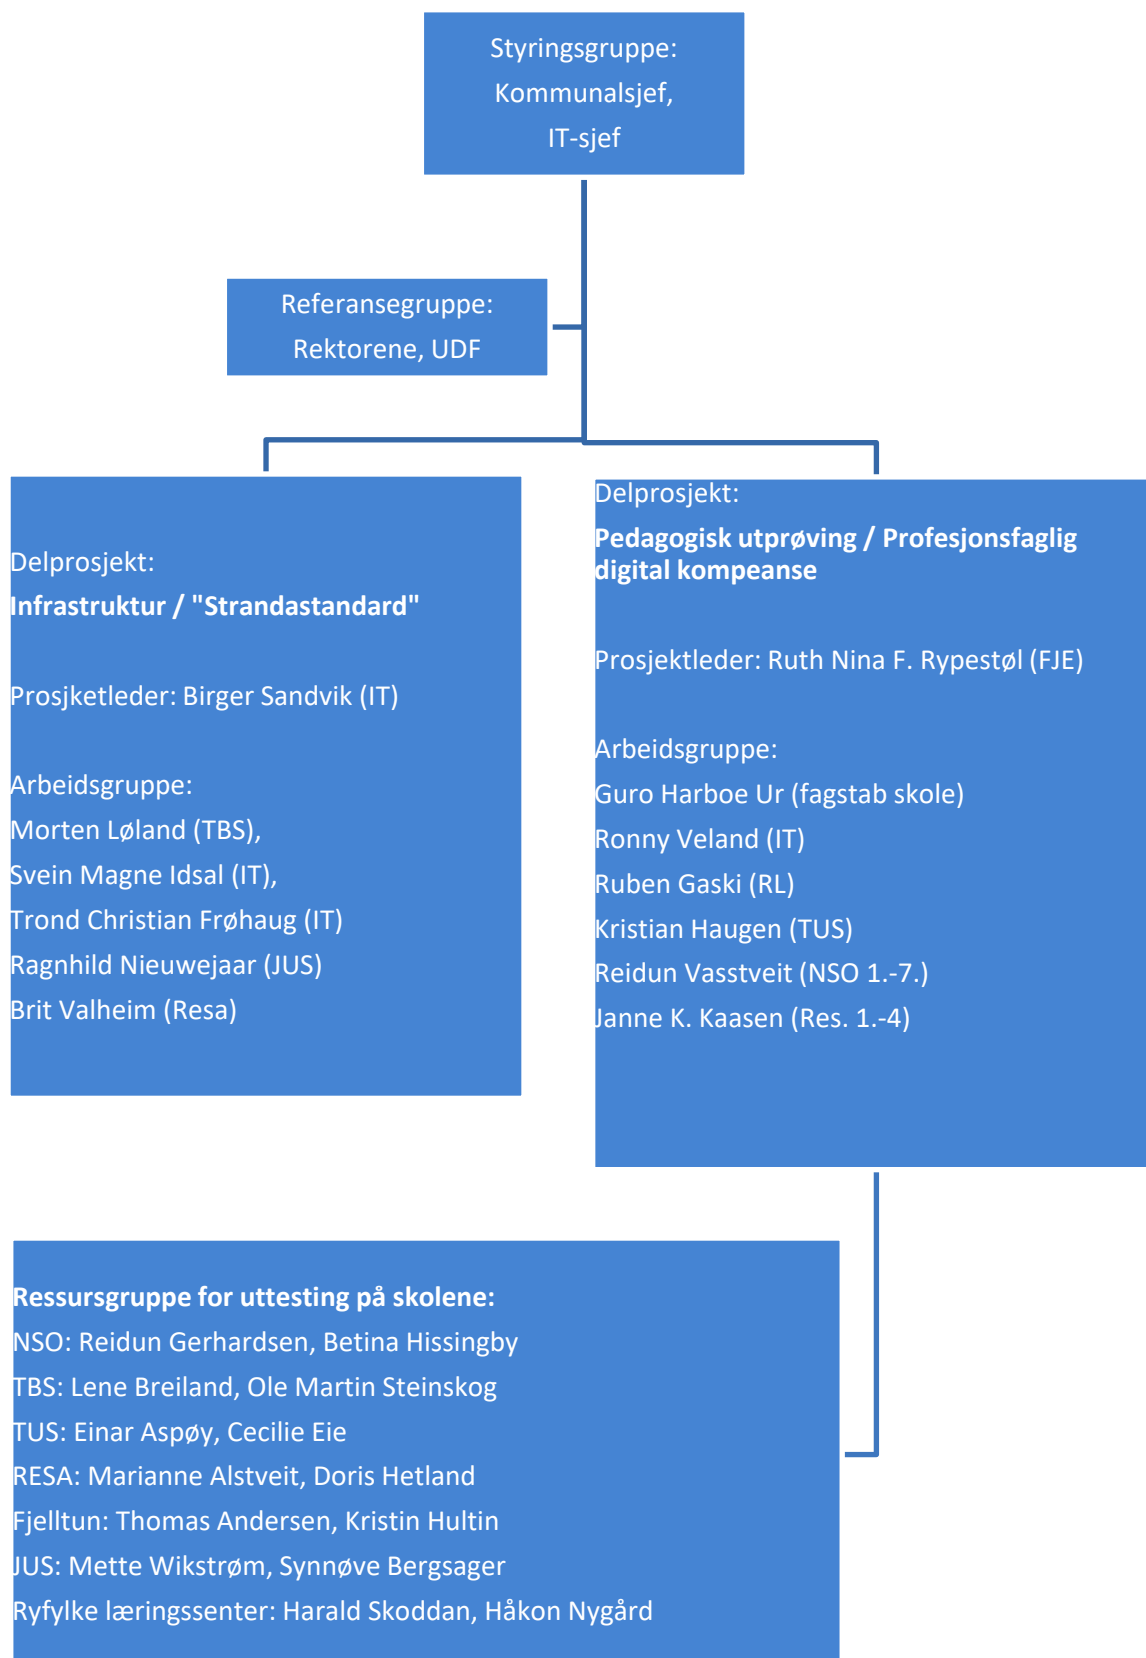 Styringsgruppe:
Kommunalsjef,
IT-sjef
Referansegruppe:
Rektorene, UDF
Delprosjekt:
Infrastruktur / "Strandastandard"
Prosjketleder: Birger Sandvik (IT)
Arbeidsgruppe:
Morten Løland (TBS),
Svein Magne Idsal (IT),
Trond Christian Frøhaug (IT)
Ragnhild Nieuwejaar (JUS)
Brit Valheim (Resa)
Delprosjekt:
Pedagogisk utprøving / Profesjonsfaglig
digital kompeanse
Prosjektleder: Ruth Nina F. Rypestøl (FJE)
Arbeidsgruppe:
Guro Harboe Ur (fagstab skole)
Ronny Veland (IT)
Ruben Gaski (RL)
Kristian Haugen (TUS)
Reidun Vasstveit (NSO 1.-7.)
Janne K. Kaasen (Res. 1.-4)
Ressursgruppe for uttesting på skolene:
NSO: Reidun Gerhardsen, Betina Hissingby
TBS: Lene Breiland, Ole Martin Steinskog
TUS: Einar Aspøy, Cecilie Eie
RESA: Marianne Alstveit, Doris Hetland
Fjelltun: Thomas Andersen, Kristin Hultin
JUS: Mette Wikstrøm, Synnøve Bergsager
Ryfylke læringssenter: Harald Skoddan, Håkon Nygård